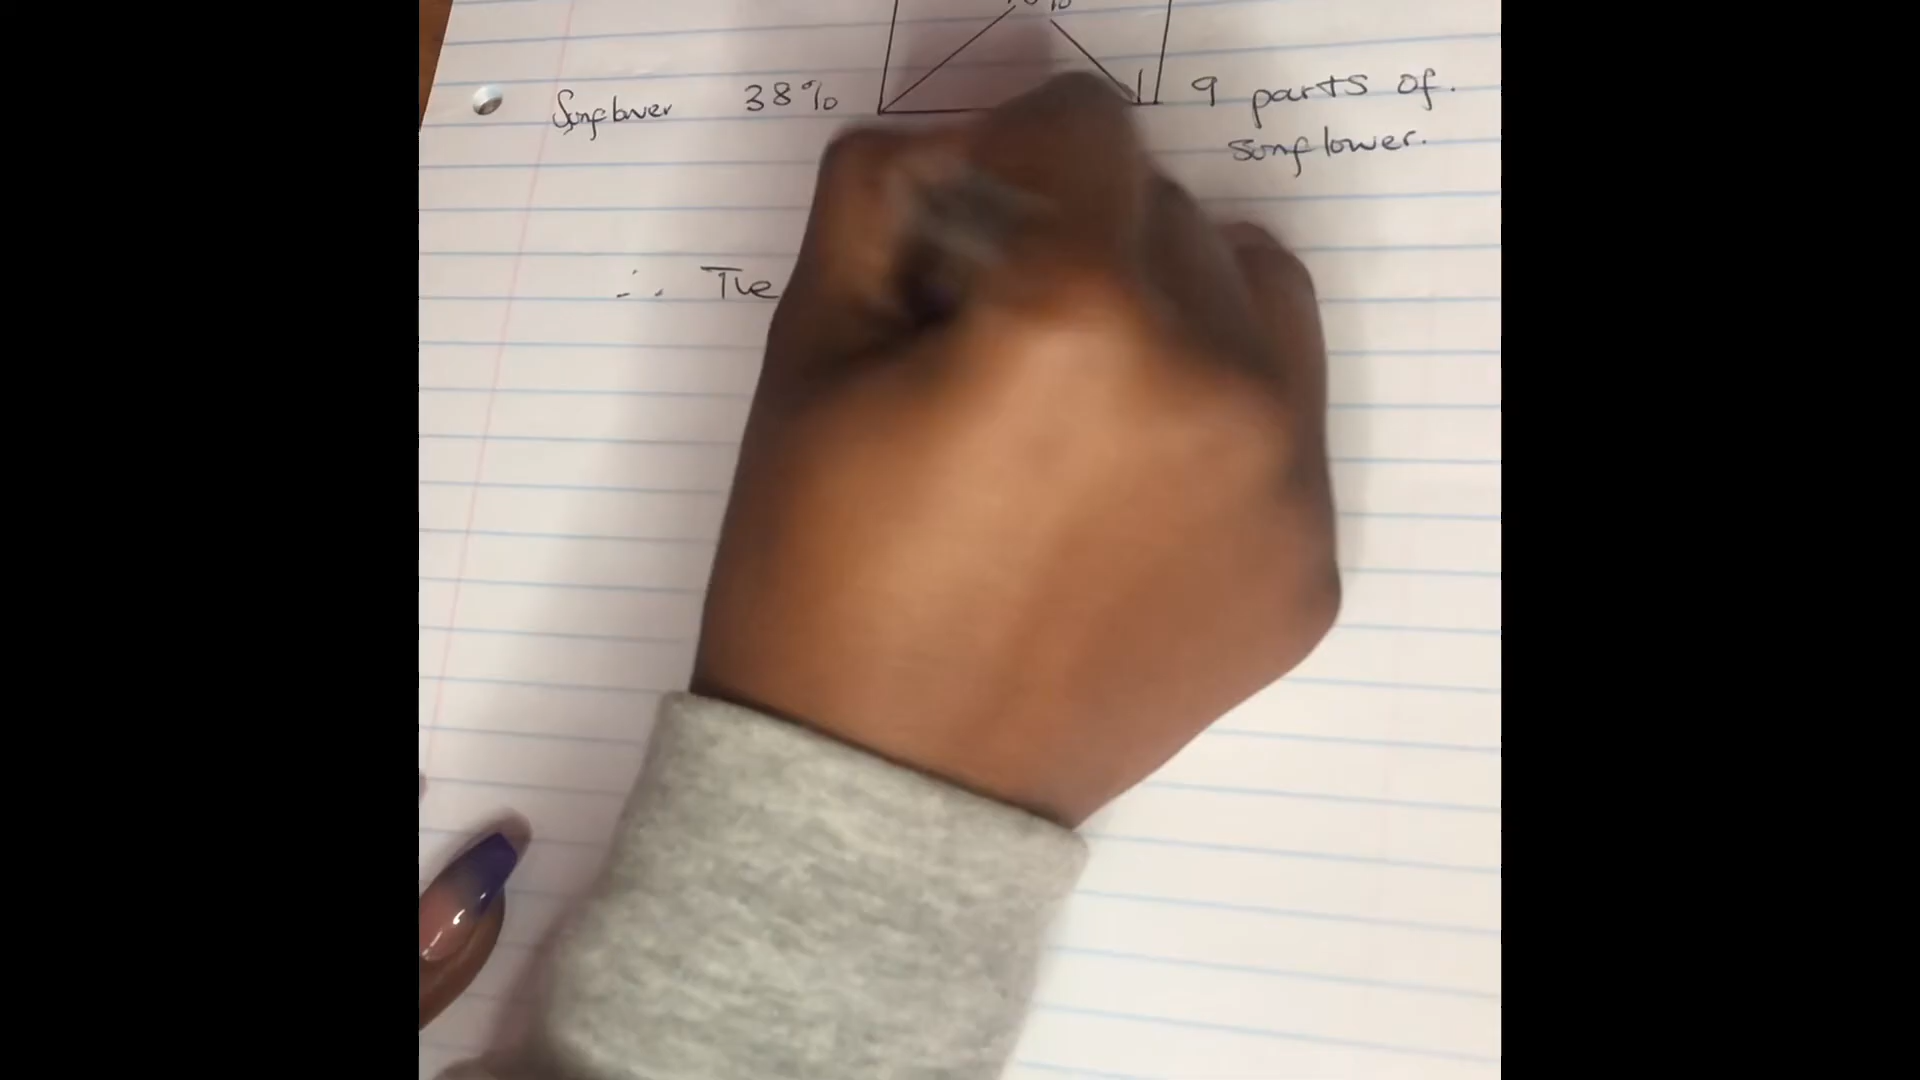 Sunflower 38% 9 parts of.
sunflower.
∴ The